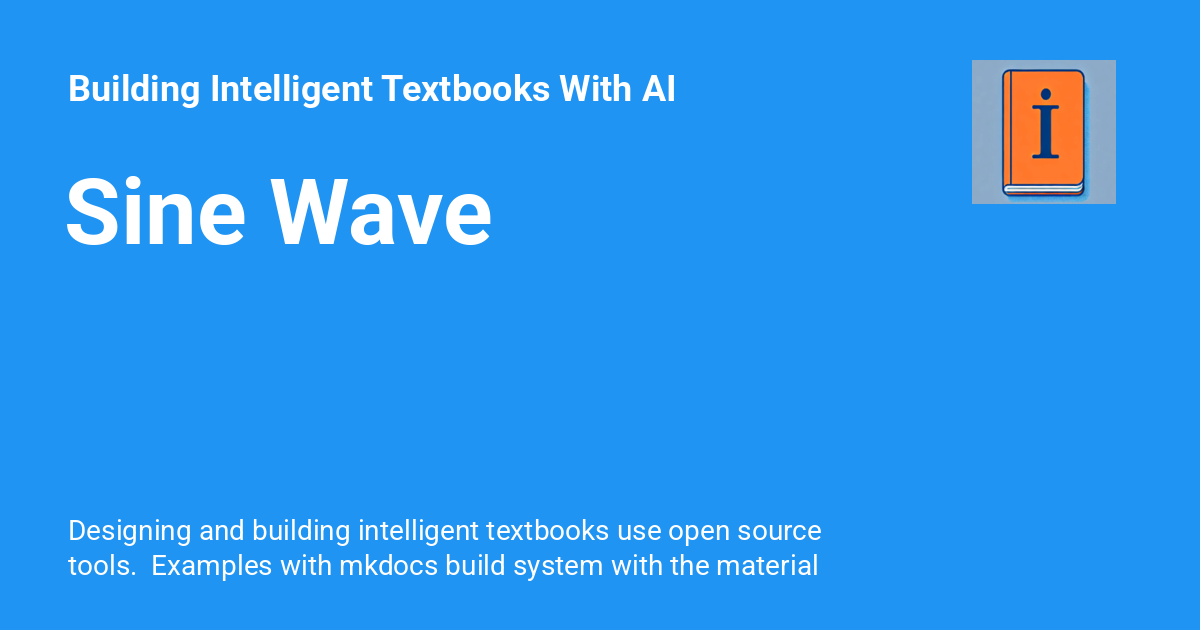 Building Intelligent Textbooks With AI
i
Sine Wave
Designing and building intelligent textbooks use open source
tools.  Examples with mkdocs build system with the material